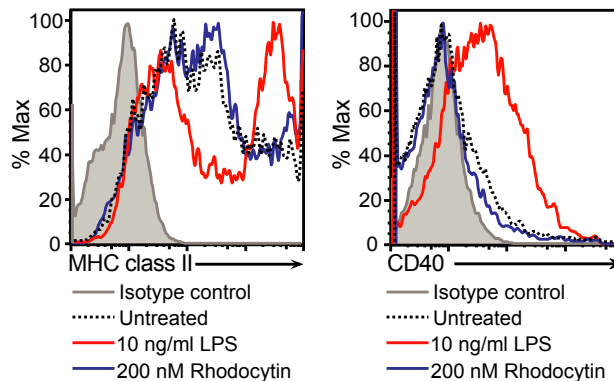 % Max
100
80
60
40
20
0
MHC class II
Isotype control
Untreated
10 ng/ml LPS
200 nM Rhodocytin
% Max
100
80
60
40
20
0
CD40
Isotype control
Untreated
10 ng/ml LPS
200 nM Rhodocytin